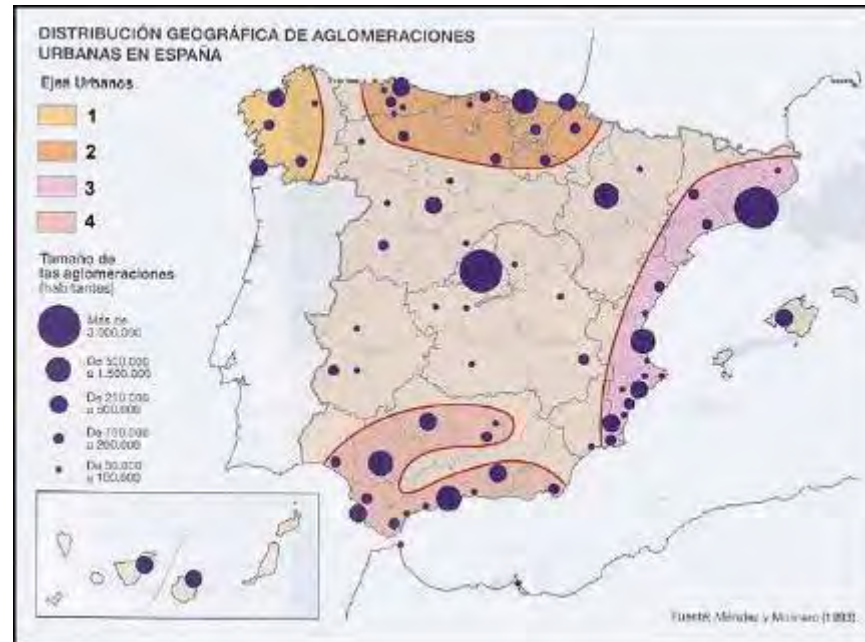 DISTRIBUCIÓN GEOGRÁFICA DE AGLOMERACIONES
URBANAS EN ESPAÑA
Ejes Urbanos
1
2
3
4
Tamaño de
las aglomeraciones
(habitantes)
Más de
3.000.000
De 500.000
a 1.500.000
De 250.000
a 500.000
De 100.000
a 250.000
De 50.000
a 100.000
Fuente: Méndez y Molinero (1993)